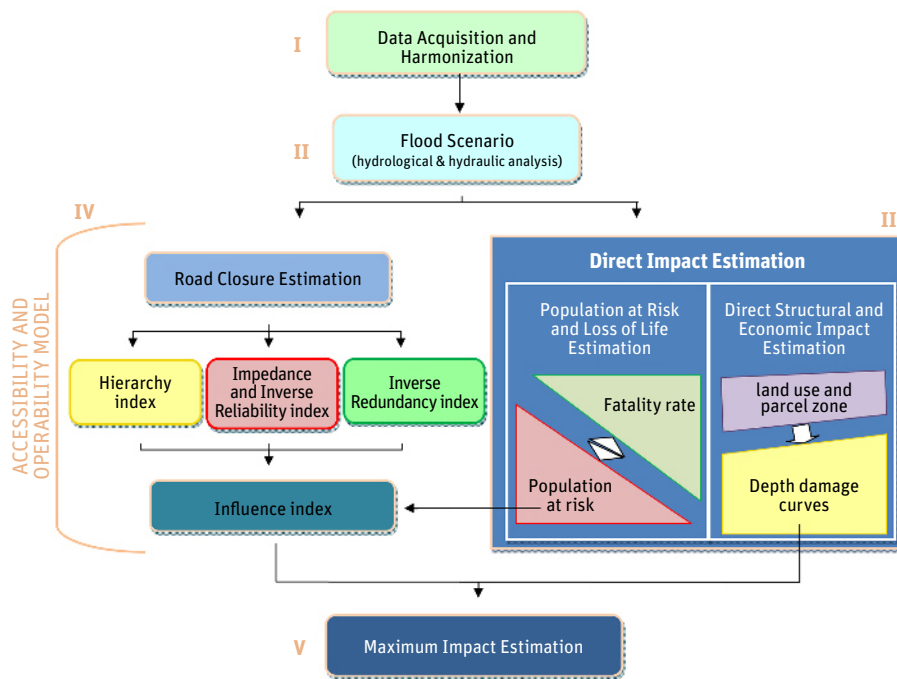 I
Data Acquisition and
Harmonization
II
Flood Scenario
(hydrological & hydraulic analysis)
IV
II
ACCESSIBILITY AND
OPERABILITY MODEL
Road Closure Estimation
Hierarchy
index
Impedance
and Inverse
Reliability index
Inverse
Redundancy index
Influence index
Direct Impact Estimation
Population at Risk
and Loss of Life
Estimation
Fatality rate
Population
at risk
Direct Structural and
Economic Impact
Estimation
land use and
parcel zone
Depth damage
curves
V
Maximum Impact Estimation